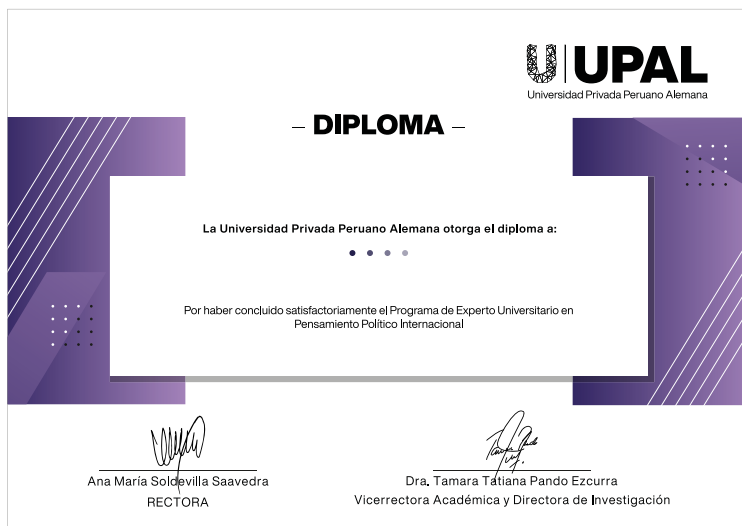 UPAL
Universidad Privada Peruano Alemana
– DIPLOMA –
La Universidad Privada Peruano Alemana otorga el diploma a:
Por haber concluido satisfactoriamente el Programa de Experto Universitario en
Pensamiento Político Internacional
Ana María Soldevilla Saavedra
RECTORA
Dra. Tamara Tatiana Pando Ezcurra
Vicerrectora Académica y Directora de Investigación